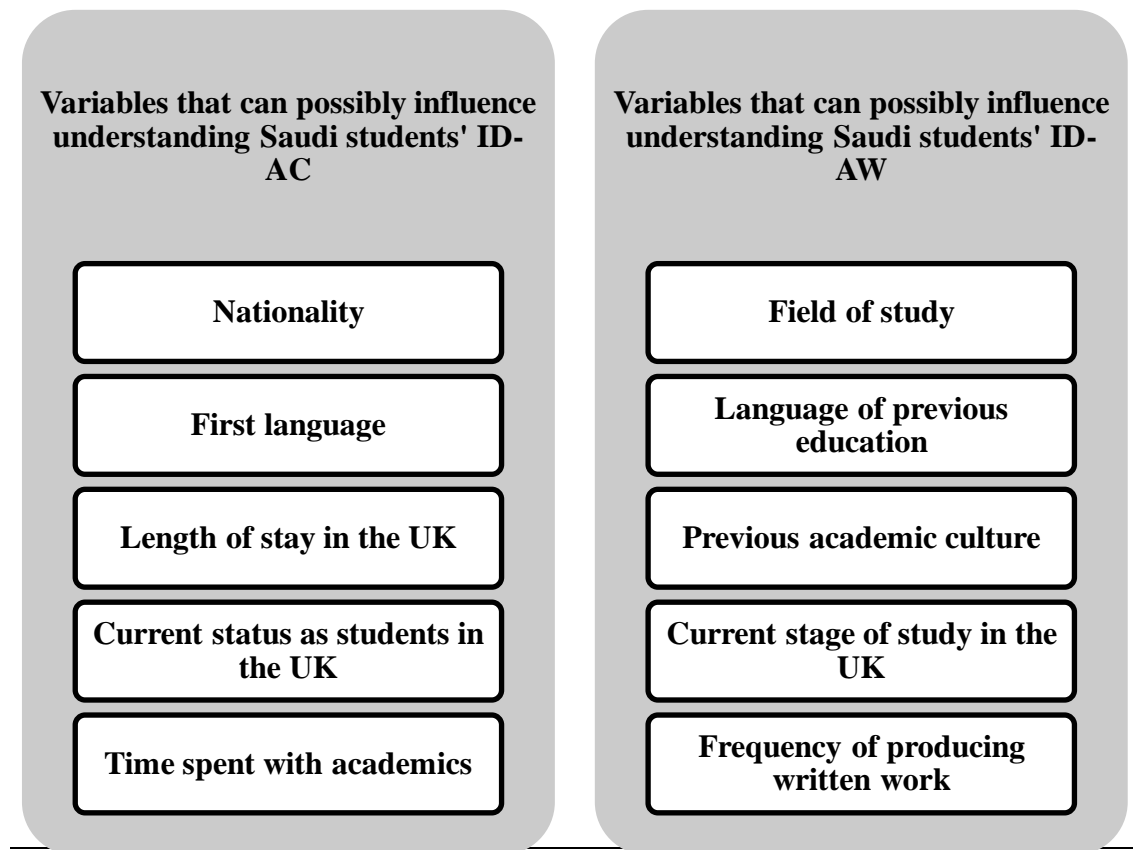 Variables that can possibly influence
understanding Saudi students' ID-
AC
Nationality
First language
Length of stay in the UK
Current status as students in
the UK
Time spent with academics
Variables that can possibly influence
understanding Saudi students' ID-
AW
Field of study
Language of previous
education
Previous academic culture
Current stage of study in the
UK
Frequency of producing
written work